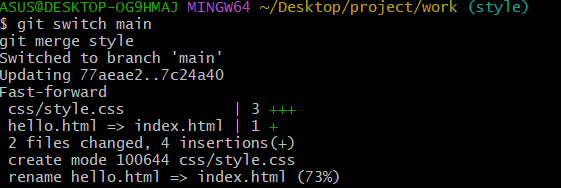 ASUS@DESKTOP-OG9HMAJ MINGW64 ~/Desktop/project/work (style)
$ git switch main
git merge style
Switched to branch 'main'
Updating 77aeae2..7c24a40
Fast-forward
 css/style.css            | 3 +++
 hello.html => index.html | 1 +
 2 files changed, 4 insertions(+)
 create mode 100644 css/style.css
 rename hello.html => index.html (73%)